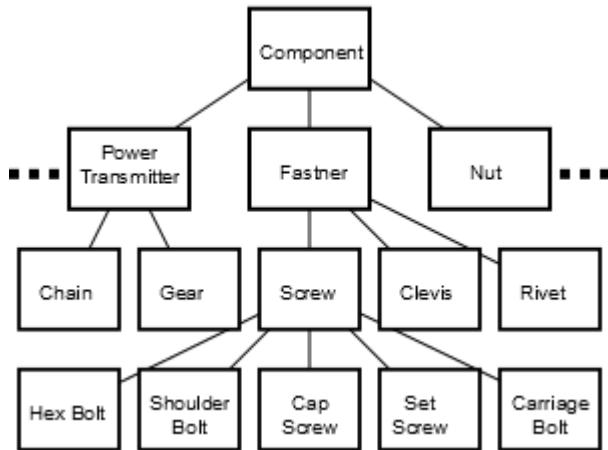 Component
Power
Transmitter
Fastner
Nut
Chain
Gear
Screw
Clevis
Rivet
Hex Bolt
Shoulder
Bolt
Cap
Screw
Set
Screw
Carriage
Bolt